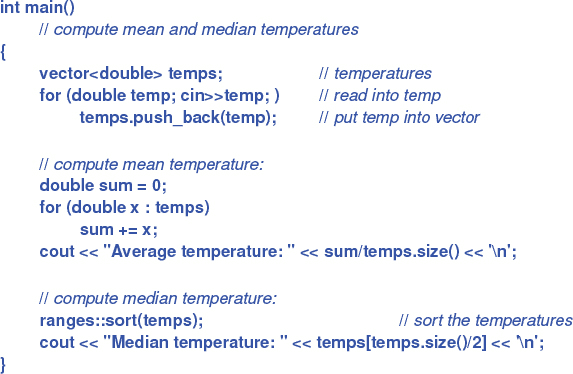 int main()
// compute mean and median temperatures
{
vector<double> temps; // temperatures
for (double temp; cin>>temp; ) // read into temp
temps.push_back(temp); // put temp into vector
// compute mean temperature:
double sum = 0;
for (double x : temps)
sum += x;
cout << "Average temperature: " << sum/temps.size() << '\n';
// compute median temperature:
ranges::sort(temps); // sort the temperatures
cout << "Median temperature: " << temps[temps.size()/2] << '\n';
}